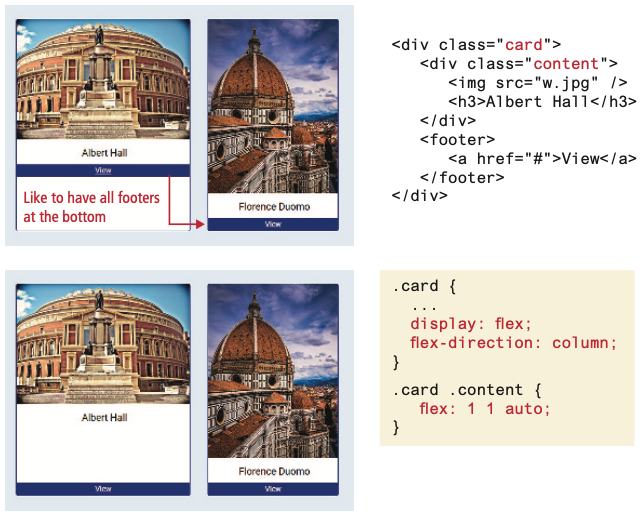 Albert Hall
View
Like to have all footers
at the bottom
Florence Duomo
View
<div class="card">
<div class="content">
<img src="w.jpg" />
<h3>Albert Hall</h3>
</div>
<footer>
<a href="#">View</a>
</footer>
</div>
Albert Hall
View
Florence Duomo
View
.card {
...
display: flex;
flex-direction: column;
}
.card .content {
flex: 1 1 auto;
}